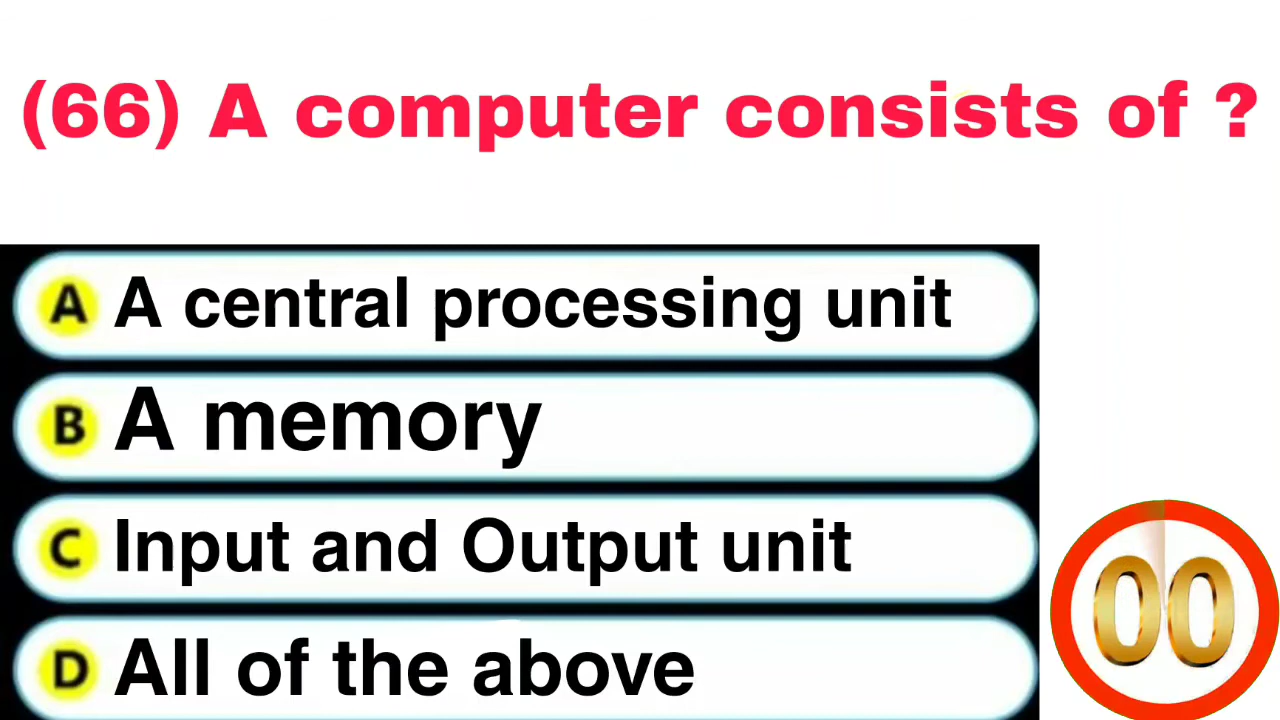 (66) A computer consists of ?
A A central processing unit
B A memory
C Input and Output unit
D All of the above
00